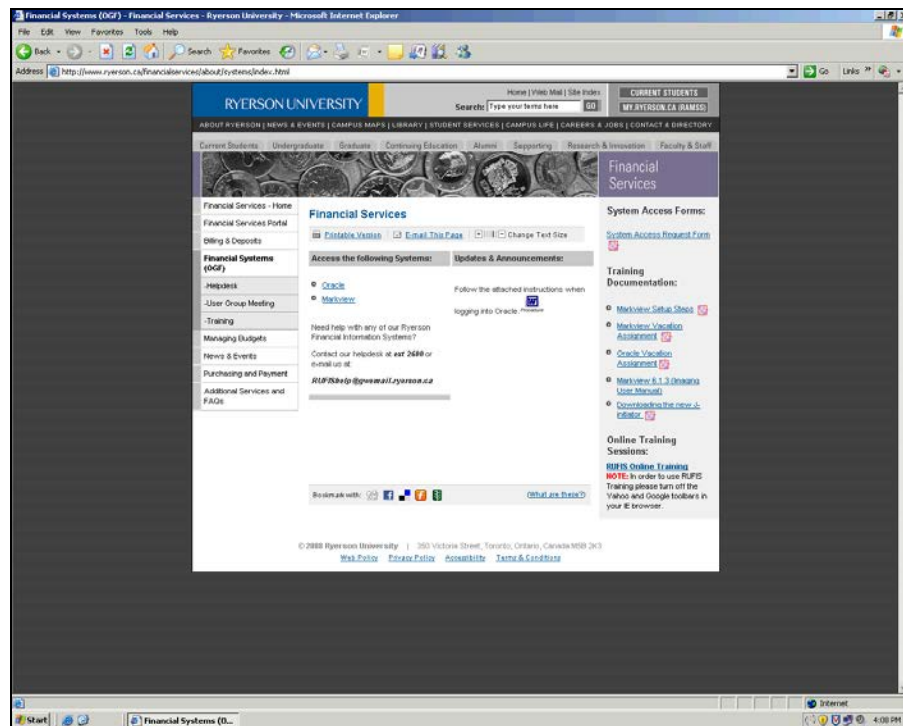 Financial Systems (OGF) - Financial Services - Ryerson University - Microsoft Internet Explorer
File Edit View Favorites Tools Help
Back Search Favorites
Address http://www.ryerson.ca/financialservices/about/systems/index.html Go Links
RYERSON UNIVERSITY
Home | Web Mail | Site Index
Search: Type your terms here GO
CURRENT STUDENTS
MY.RYERSON.CA (RAMSS)
ABOUT RYERSON | NEWS & EVENTS | CAMPUS MAPS | LIBRARY | STUDENT SERVICES | CAMPUS LIFE | CAREERS & JOBS | CONTACT & DIRECTORY
Current Students Undergraduate Graduate Continuing Education Alumni Supporting Research & Innovation Faculty & Staff
Financial
Services
Financial Services - Home
Financial Services Portal
Billing & Deposits
Financial Systems
(OGF)
-Helpdesk
-User Group Meeting
-Training
Managing Budgets
News & Events
Purchasing and Payment
Additional Services and
FAQs
Financial Services
Printable Version E-mail This Page Change Text Size
Access the following Systems:
Oracle
Markview
Need help with any of our Ryerson
Financial Information Systems?
Contact our helpdesk at ext 2680 or
e-mail us at
RUFIShelp@gwemail.ryerson.ca
Updates & Announcements:
Follow the attached instructions when
logging into Oracle. Procedure
System Access Forms:
System Access Request Form
Training
Documentation:
Markview Setup Steps
Markview Vacation
Assignment
Oracle Vacation
Assignment
Markview 6.1.3 (Imaging
User Manual)
Downloading the new J-
initiator
Online Training
Sessions:
RUFIS Online Training
NOTE: In order to use RUFIS
Training please turn off the
Yahoo and Google toolbars in
your IE browser.
Bookmark with: (What are these?)
© 2008 Ryerson University | 350 Victoria Street, Toronto, Ontario, Canada M5B 2K3
Web Policy Privacy Policy Accessibility Terms & Conditions
Internet
Start Financial Systems (O... 4:08 PM